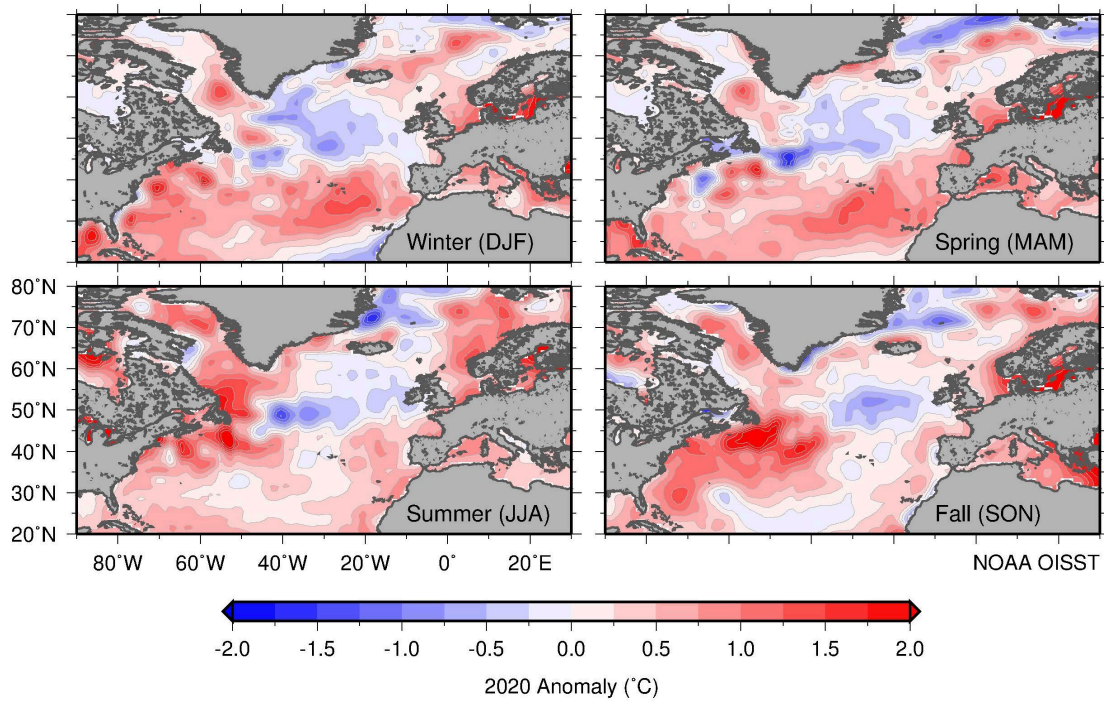 Winter (DJF)
Spring (MAM)
80˚N
70˚N
60˚N
50˚N
40˚N
30˚N
20˚N
Summer (JJA)
Fall (SON)
80˚W 60˚W 40˚W 20˚W 0˚ 20˚E
NOAA OISST
-2.0 -1.5 -1.0 -0.5 0.0 0.5 1.0 1.5 2.0
2020 Anomaly (˚C)